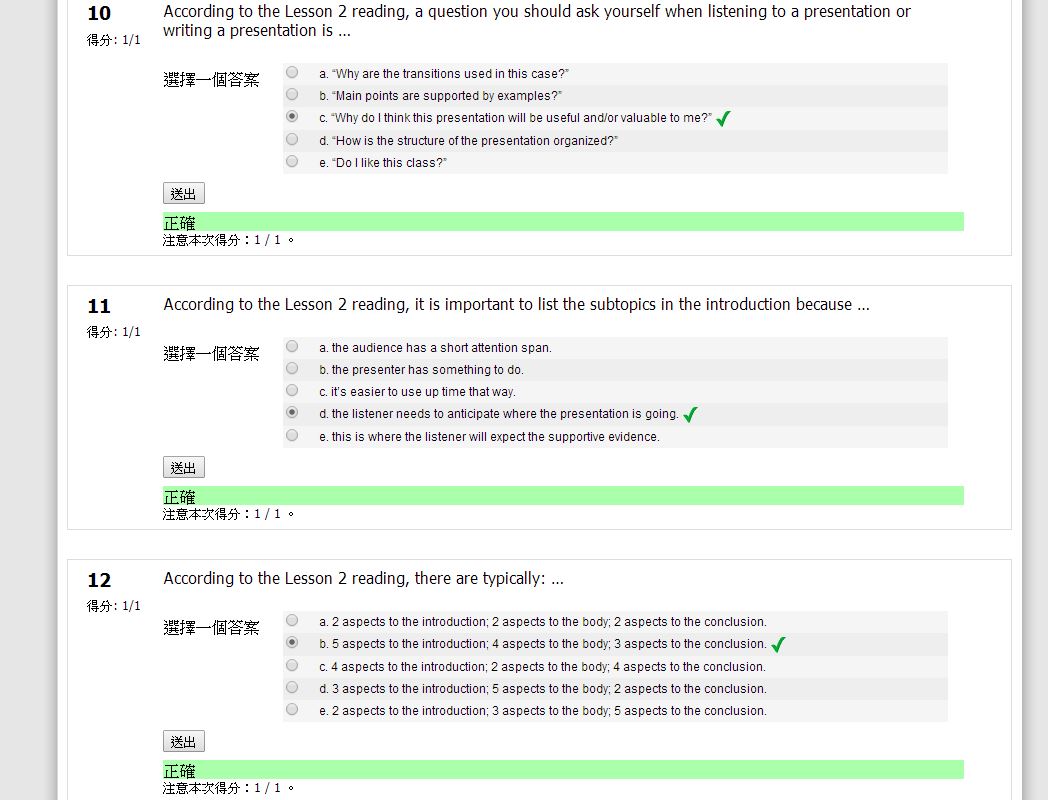 10
According to the Lesson 2 reading, a question you should ask yourself when listening to a presentation or
writing a presentation is ...
得分: 1/1
選擇一個答案
a. “Why are the transitions used in this case?”
b. “Main points are supported by examples?”
c. “Why do I think this presentation will be useful and/or valuable to me?”
d. “How is the structure of the presentation organized?”
e. “Do I like this class?”
送出
正確
注意本次得分：1 / 1 。
11
According to the Lesson 2 reading, it is important to list the subtopics in the introduction because ...
得分: 1/1
選擇一個答案
a. the audience has a short attention span.
b. the presenter has something to do.
c. it’s easier to use up time that way.
d. the listener needs to anticipate where the presentation is going.
e. this is where the listener will expect the supportive evidence.
送出
正確
注意本次得分：1 / 1 。
12
According to the Lesson 2 reading, there are typically: ...
得分: 1/1
選擇一個答案
a. 2 aspects to the introduction; 2 aspects to the body; 2 aspects to the conclusion.
b. 5 aspects to the introduction; 4 aspects to the body; 3 aspects to the conclusion.
c. 4 aspects to the introduction; 2 aspects to the body; 4 aspects to the conclusion.
d. 3 aspects to the introduction; 5 aspects to the body; 2 aspects to the conclusion.
e. 2 aspects to the introduction; 3 aspects to the body; 5 aspects to the conclusion.
送出
正確
注意本次得分：1 / 1 。